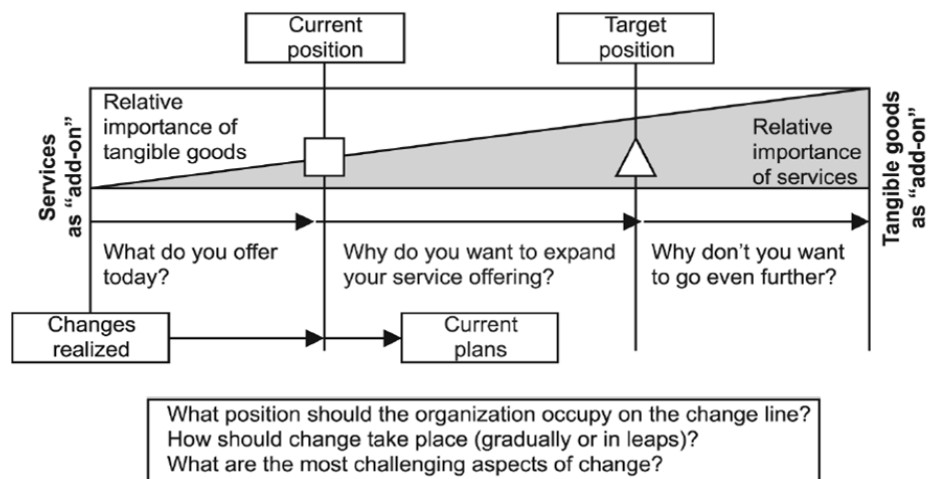 Current
position
Target
position
Services
as "add-on"
Relative
importance of
tangible goods
Relative
importance
of services
Tangible goods
as "add-on"
What do you offer
today?
Why do you want to expand
your service offering?
Why don't you want
to go even further?
Changes
realized
Current
plans
What position should the organization occupy on the change line?
How should change take place (gradually or in leaps)?
What are the most challenging aspects of change?